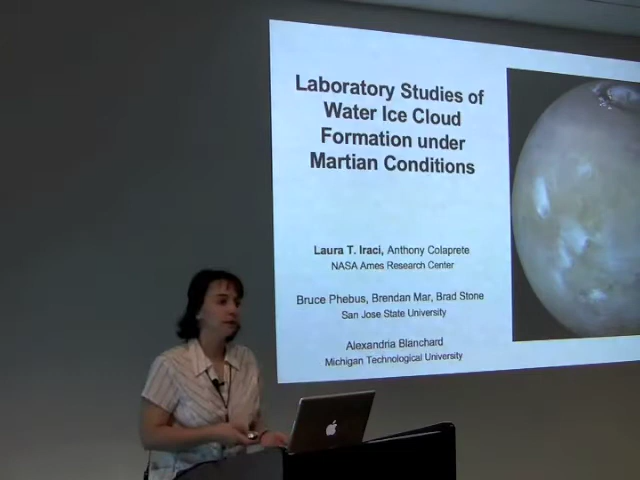 Laboratory Studies of
Water Ice Cloud
Formation under
Martian Conditions
Laura T. Iraci, Anthony Colaprete
NASA Ames Research Center
Bruce Phebus, Brendan Mar, Brad Stone
San Jose State University
Alexandria Blanchard
Michigan Technological University